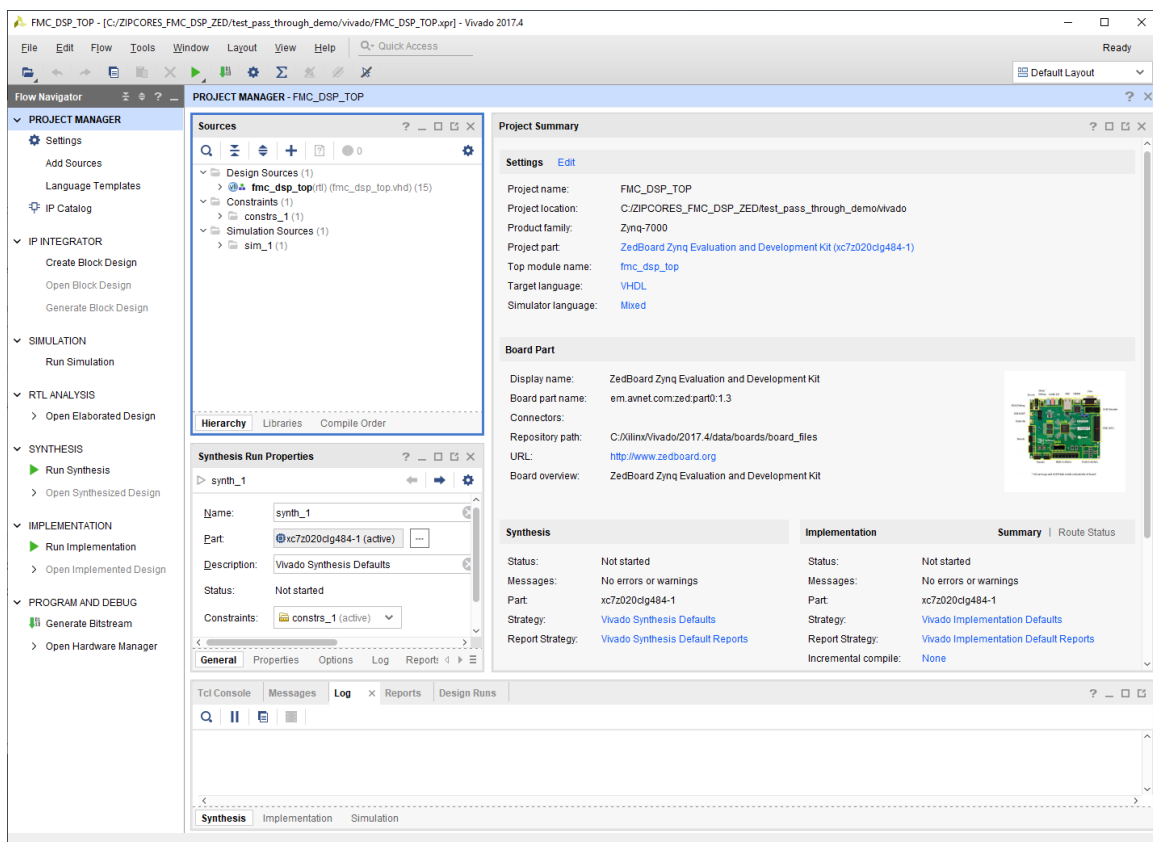 FMC_DSP_TOP - [C:/ZIPCORES_FMC_DSP_ZED/test_pass_through_demo/vivado/FMC_DSP_TOP.xpr] - Vivado 2017.4
File Edit Flow Tools Window Layout View Help Quick Access Ready
Default Layout
Flow Navigator
PROJECT MANAGER
Settings
Add Sources
Language Templates
IP Catalog
IP INTEGRATOR
Create Block Design
Open Block Design
Generate Block Design
SIMULATION
Run Simulation
RTL ANALYSIS
Open Elaborated Design
SYNTHESIS
Run Synthesis
Open Synthesized Design
IMPLEMENTATION
Run Implementation
Open Implemented Design
PROGRAM AND DEBUG
Generate Bitstream
Open Hardware Manager
PROJECT MANAGER - FMC_DSP_TOP
Sources
0
Design Sources (1)
fmc_dsp_top(rtl) (fmc_dsp_top.vhd) (15)
Constraints (1)
constrs_1 (1)
Simulation Sources (1)
sim_1 (1)
Hierarchy Libraries Compile Order
Synthesis Run Properties
synth_1
Name: synth_1
Part: xc7z020clg484-1 (active) ...
Description: Vivado Synthesis Defaults
Status: Not started
Constraints: constrs_1 (active)
General Properties Options Log Reports
Project Summary
Settings Edit
Project name: FMC_DSP_TOP
Project location: C:/ZIPCORES_FMC_DSP_ZED/test_pass_through_demo/vivado
Product family: Zynq-7000
Project part: ZedBoard Zynq Evaluation and Development Kit (xc7z020clg484-1)
Top module name: fmc_dsp_top
Target language: VHDL
Simulator language: Mixed
Board Part
Display name: ZedBoard Zynq Evaluation and Development Kit
Board part name: em.avnet.com:zed:part0:1.3
Connectors:
Repository path: C:/Xilinx/Vivado/2017.4/data/boards/board_files
URL: http://www.zedboard.org
Board overview: ZedBoard Zynq Evaluation and Development Kit
Synthesis
Status: Not started
Messages: No errors or warnings
Part: xc7z020clg484-1
Strategy: Vivado Synthesis Defaults
Report Strategy: Vivado Synthesis Default Reports
Implementation Summary | Route Status
Status: Not started
Messages: No errors or warnings
Part: xc7z020clg484-1
Strategy: Vivado Implementation Defaults
Report Strategy: Vivado Implementation Default Reports
Incremental compile: None
Tcl Console Messages Log Reports Design Runs
Synthesis Implementation Simulation